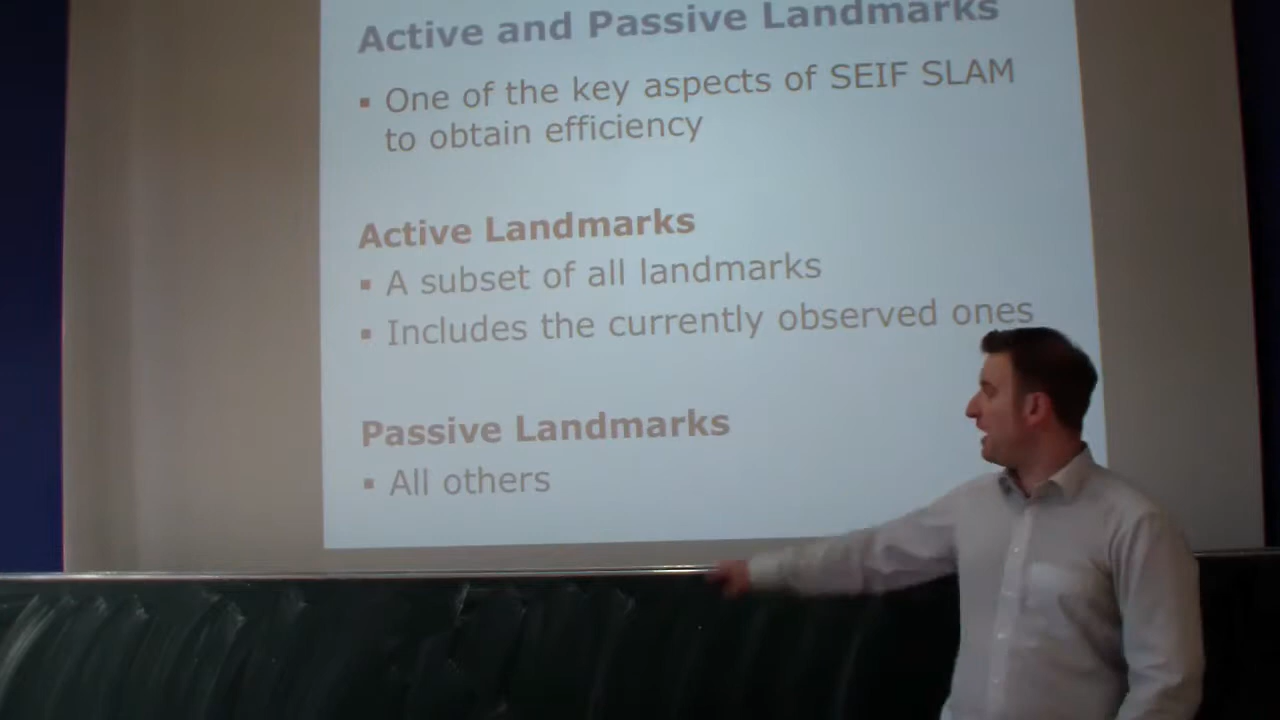 Active and Passive Landmarks
▪ One of the key aspects of SEIF SLAM
to obtain efficiency
Active Landmarks
▪ A subset of all landmarks
▪ Includes the currently observed ones
Passive Landmarks
▪ All others